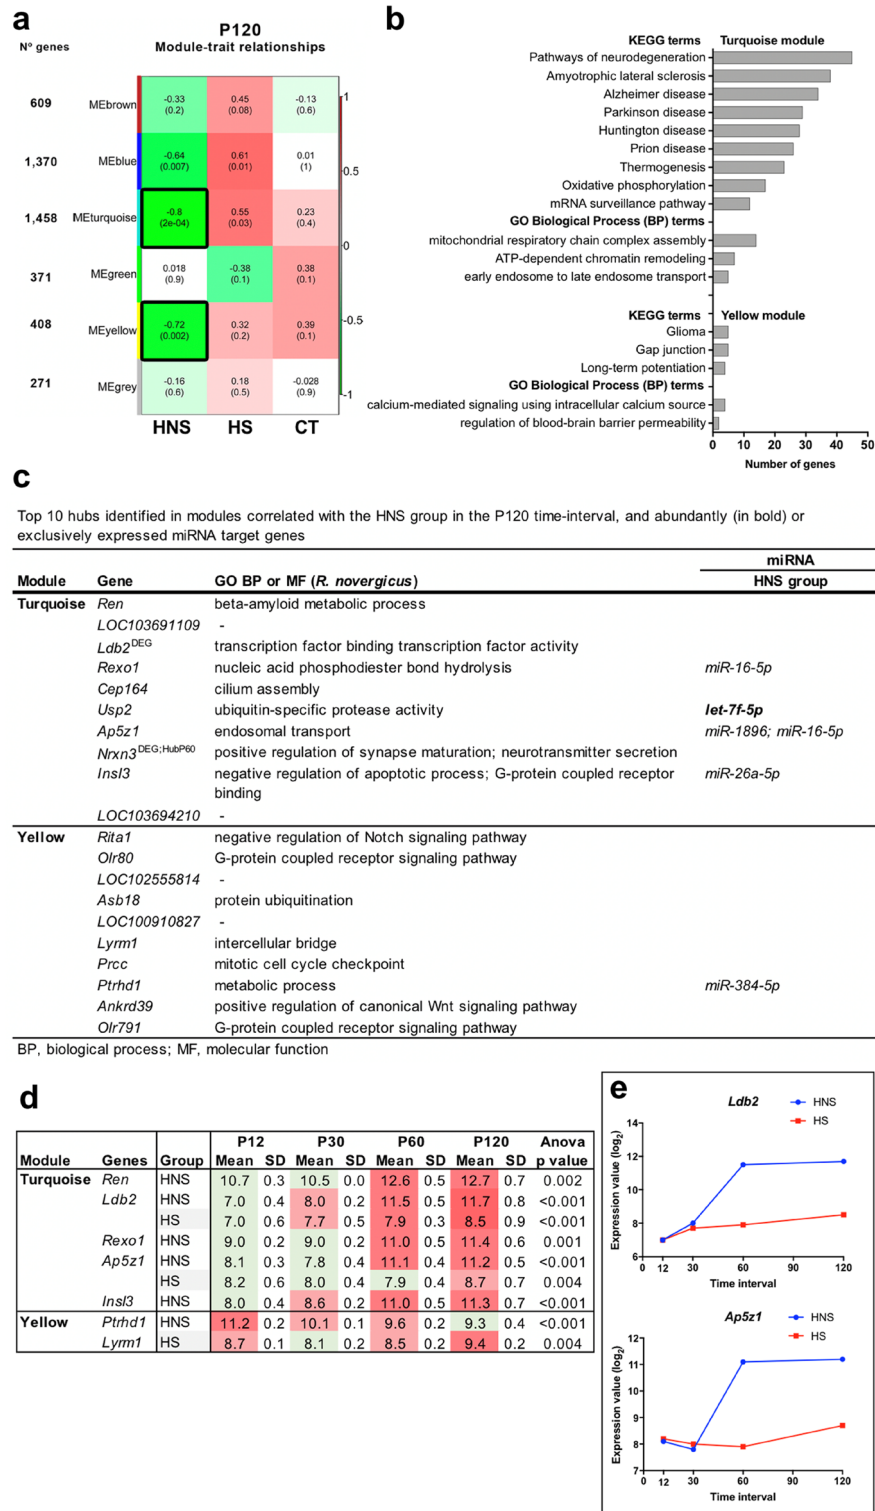 a
P120
Module-trait relationships
Nº genes
609 MEbrown -0.33 (0.2) 0.45 (0.08) -0.13 (0.6)
1,370 MEblue -0.64 (0.007) 0.61 (0.01) 0.01 (1)
1,458 MEturquoise -0.8 (2e-04) 0.55 (0.03) 0.23 (0.4)
371 MEgreen 0.018 (0.9) -0.38 (0.1) 0.38 (0.1)
408 MEyellow -0.72 (0.002) 0.32 (0.2) 0.39 (0.1)
271 MEgrey -0.16 (0.6) 0.18 (0.5) -0.028 (0.9)
HNS HS CT
1
0.5
0
-0.5
-1
b
KEGG terms Turquoise module
Pathways of neurodegeneration
Amyotrophic lateral sclerosis
Alzheimer disease
Parkinson disease
Huntington disease
Prion disease
Thermogenesis
Oxidative phosphorylation
mRNA surveillance pathway
GO Biological Process (BP) terms
mitochondrial respiratory chain complex assembly
ATP-dependent chromatin remodeling
early endosome to late endosome transport
KEGG terms Yellow module
Glioma
Gap junction
Long-term potentiation
GO Biological Process (BP) terms
calcium-mediated signaling using intracellular calcium source
regulation of blood-brain barrier permeability
0 10 20 30 40 50
Number of genes
c
Top 10 hubs identified in modules correlated with the HNS group in the P120 time-interval, and abundantly (in bold) or
exclusively expressed miRNA target genes
miRNA
Module Gene GO BP or MF (R. novergicus) HNS group
Turquoise Ren beta-amyloid metabolic process
LOC103691109 -
Ldb2DEG transcription factor binding transcription factor activity
Rexo1 nucleic acid phosphodiester bond hydrolysis miR-16-5p
Cep164 cilium assembly
Usp2 ubiquitin-specific protease activity let-7f-5p
Ap5z1 endosomal transport miR-1896; miR-16-5p
Nrxn3DEG;HubP60 positive regulation of synapse maturation; neurotransmitter secretion
Insl3 negative regulation of apoptotic process; G-protein coupled receptor miR-26a-5p
binding
LOC103694210 -
Yellow Rita1 negative regulation of Notch signaling pathway
Olr80 G-protein coupled receptor signaling pathway
LOC102555814 -
Asb18 protein ubiquitination
LOC100910827 -
Lyrm1 intercellular bridge
Prcc mitotic cell cycle checkpoint
Ptrhd1 metabolic process miR-384-5p
Ankrd39 positive regulation of canonical Wnt signaling pathway
Olr791 G-protein coupled receptor signaling pathway
BP, biological process; MF, molecular function
d
P12 P30 P60 P120 Anova
Module Genes Group Mean SD Mean SD Mean SD Mean SD p value
Turquoise Ren HNS 10.7 0.3 10.5 0.0 12.6 0.5 12.7 0.7 0.002
Ldb2 HNS 7.0 0.4 8.0 0.2 11.5 0.5 11.7 0.8 <0.001
HS 7.0 0.6 7.7 0.5 7.9 0.3 8.5 0.9 <0.001
Rexo1 HNS 9.0 0.2 9.0 0.2 11.0 0.5 11.4 0.6 0.001
Ap5z1 HNS 8.1 0.3 7.8 0.4 11.1 0.4 11.2 0.5 <0.001
HS 8.2 0.6 8.0 0.4 7.9 0.4 8.7 0.7 0.004
Insl3 HNS 8.0 0.4 8.6 0.2 11.0 0.5 11.3 0.7 <0.001
Yellow Ptrhd1 HNS 11.2 0.2 10.1 0.1 9.6 0.2 9.3 0.4 <0.001
Lyrm1 HS 8.7 0.1 8.1 0.2 8.5 0.2 9.4 0.2 0.004
e
Ldb2
HNS
HS
Expression value (log2)
14
12
10
8
6
0 12 30 60 90 120
Time interval
Ap5z1
HNS
HS
Expression value (log2)
12
11
10
9
8
7
0 12 30 60 90 120
Time interval